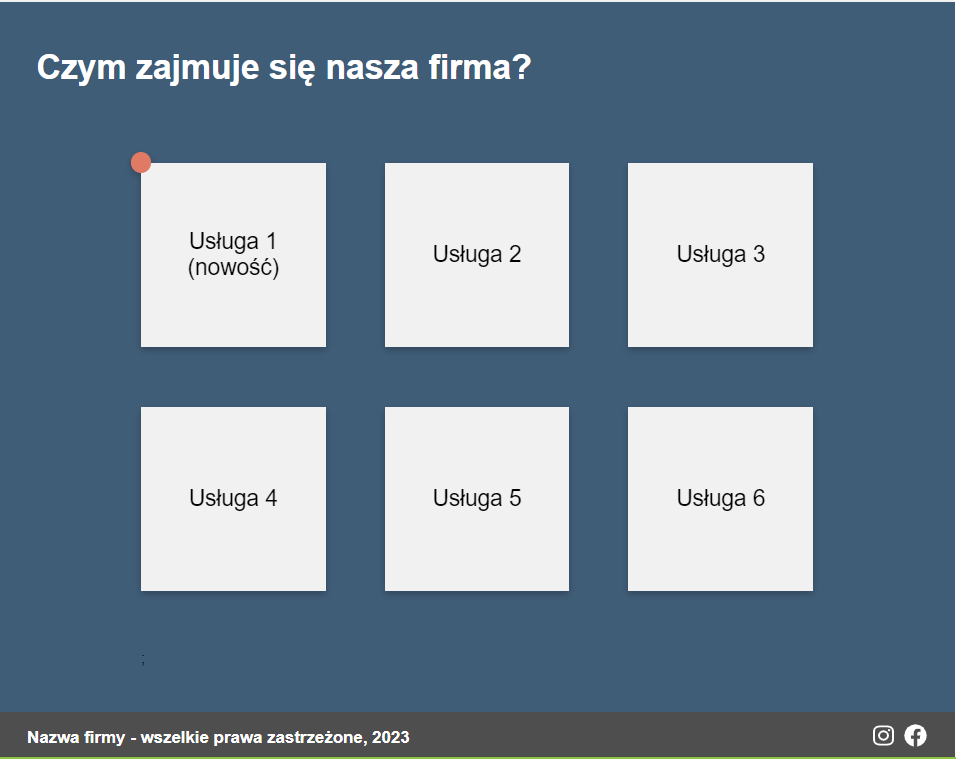 Czym zajmuje się nasza firma?
Usługa 1
(nowość)
Usługa 2
Usługa 3
Usługa 4
Usługa 5
Usługa 6
;
Nazwa firmy - wszelkie prawa zastrzeżone, 2023